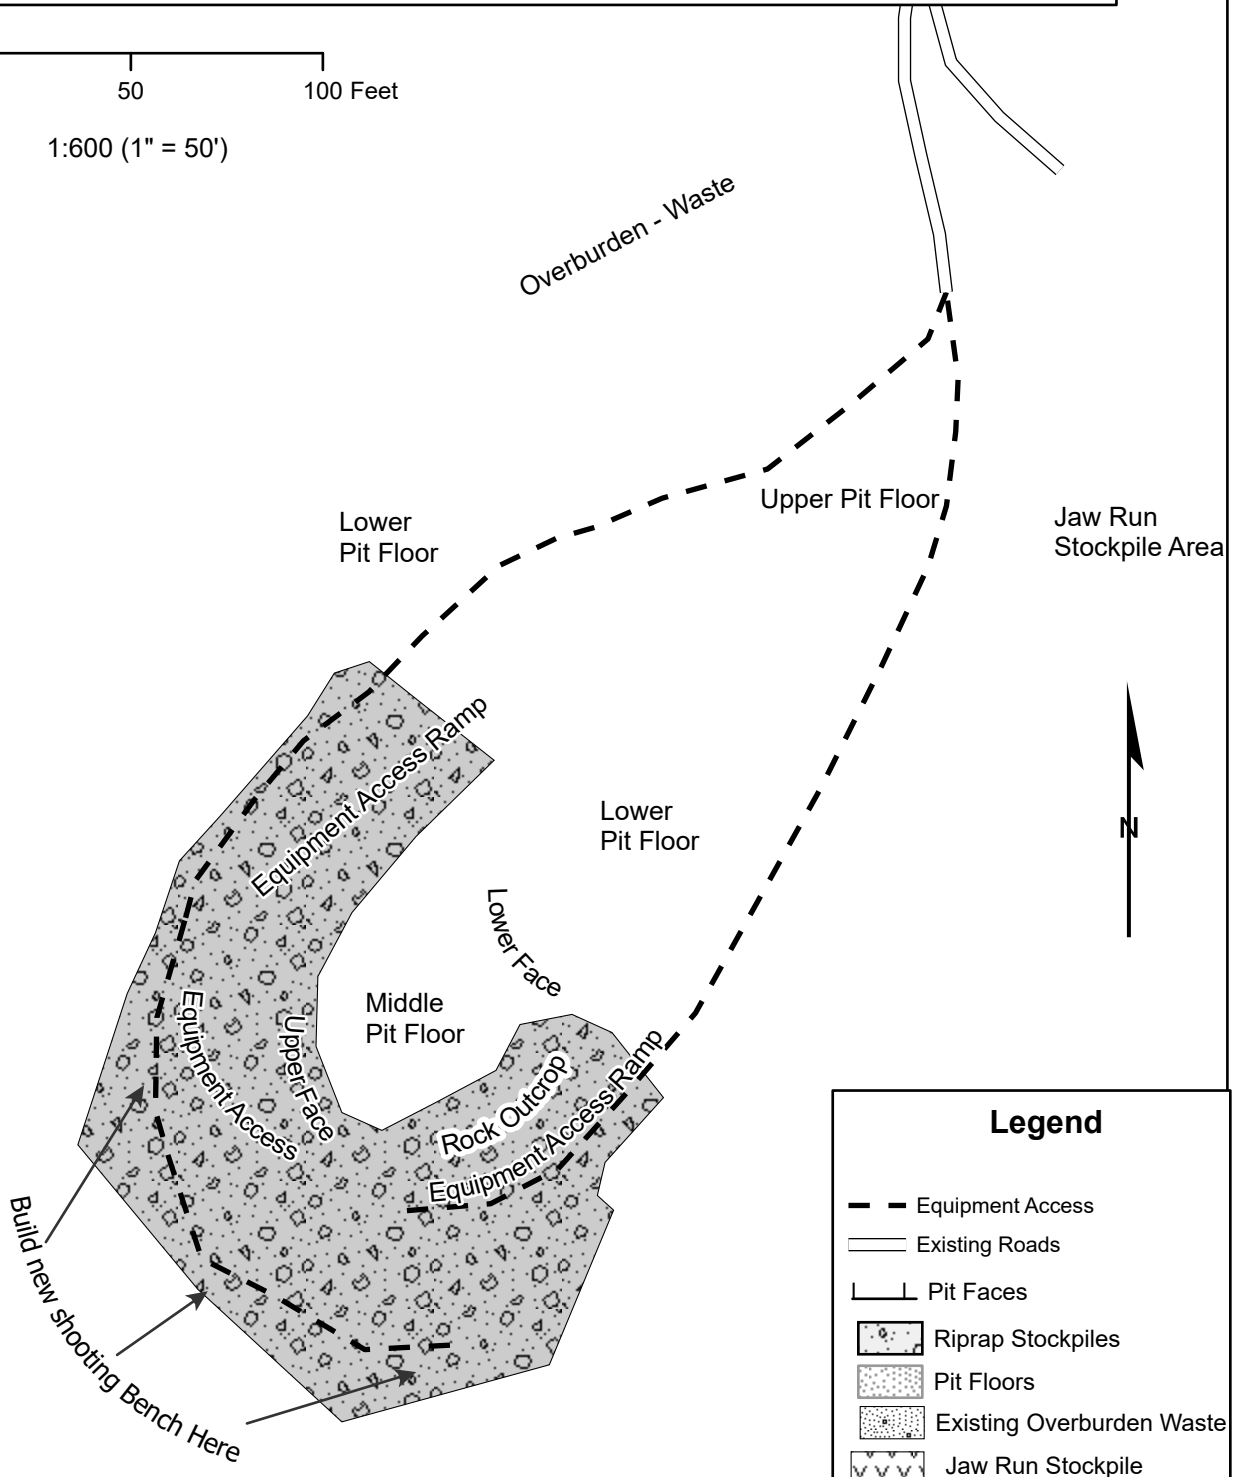 50
100 Feet
1:600 (1" = 50')
Overburden - Waste
Upper Pit Floor
Lower
Pit Floor
Jaw Run
Stockpile Area
Equipment Access Ramp
Lower
Pit Floor
N
Lower Face
Middle
Pit Floor
Equipment Access
Upper Face
Rock Outcrop
Equipment Access Ramp
Build new shooting Bench Here
Legend
Equipment Access
Existing Roads
Pit Faces
Riprap Stockpiles
Pit Floors
Existing Overburden Waste
Jaw Run Stockpile